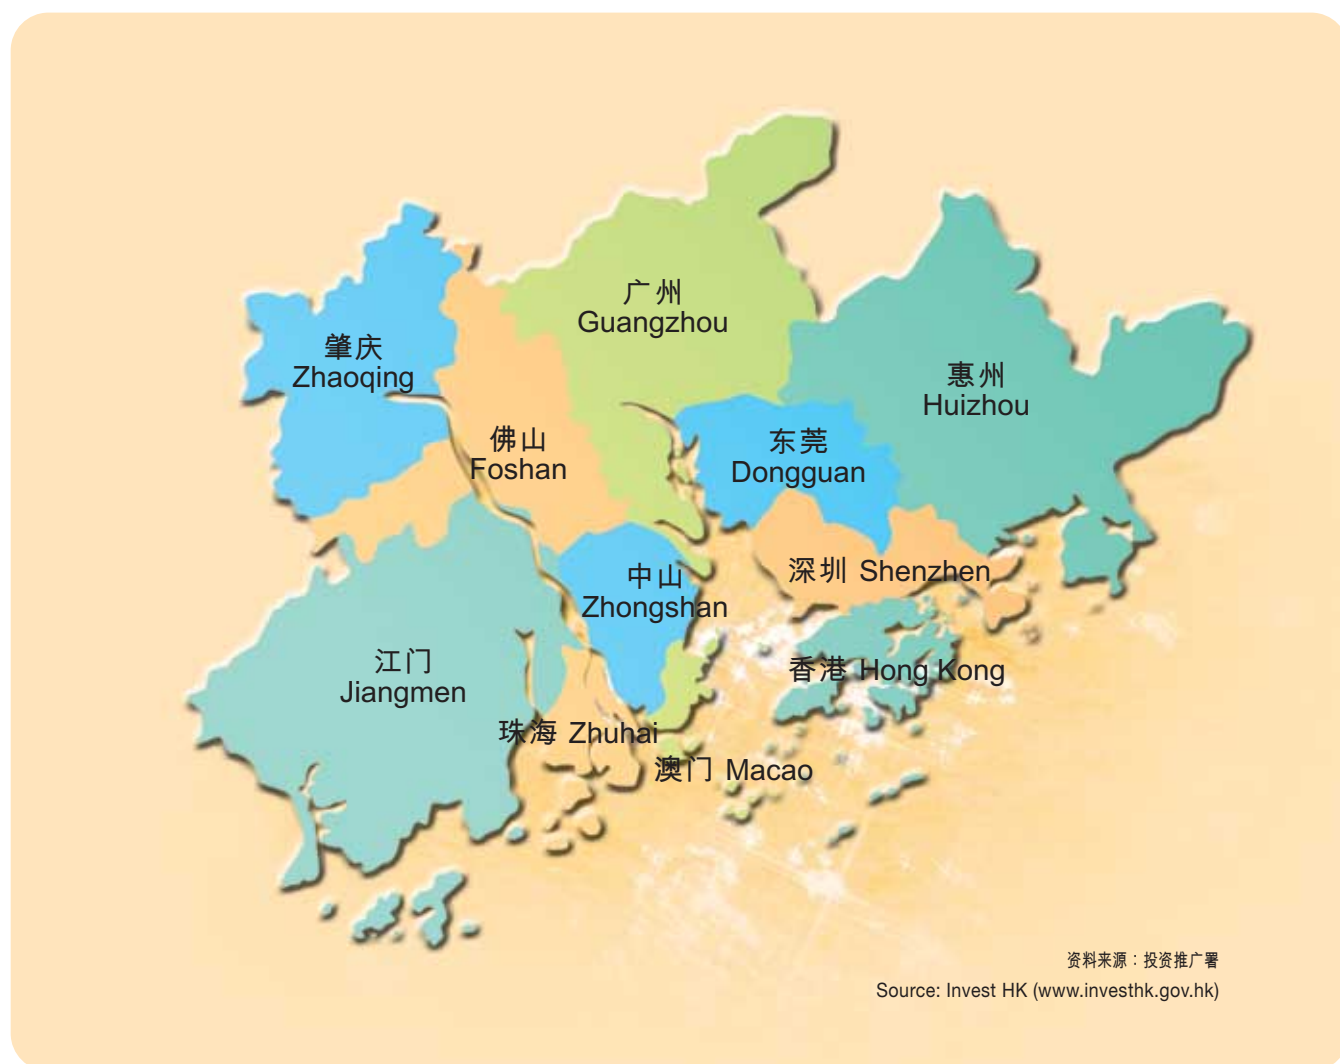 广州
Guangzhou
肇庆
Zhaoqing
惠州
Huizhou
佛山
Foshan
东莞
Dongguan
深圳 Shenzhen
中山
Zhongshan
江门
Jiangmen
香港 Hong Kong
珠海 Zhuhai
澳门 Macao
资料来源：投资推广署
Source: Invest HK (www.investhk.gov.hk)